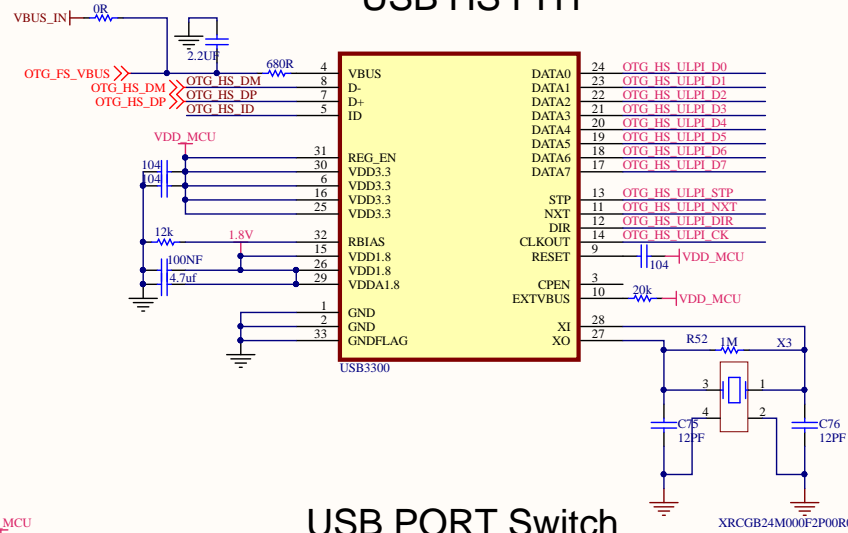 USB HS PHY
VBUS_IN
0R
2.2UF
OTG_FS_VBUS
680R
OTG_HS_DM
OTG_HS_DM
OTG_HS_DP
OTG_HS_DP
OTG_HS_ID
4 VBUS
8 D-
7 D+
5 ID
VDD_MCU
31 REG_EN
30 VDD3.3
6 VDD3.3
16 VDD3.3
25 VDD3.3
104
104
12k
1.8V
32 RBIAS
15 VDD1.8
26 VDD1.8
29 VDDA1.8
100NF
4.7uf
1 GND
2 GND
33 GNDFLAG
USB3300
DATA0 24 OTG_HS_ULPI_D0
DATA1 23 OTG_HS_ULPI_D1
DATA2 22 OTG_HS_ULPI_D2
DATA3 21 OTG_HS_ULPI_D3
DATA4 20 OTG_HS_ULPI_D4
DATA5 19 OTG_HS_ULPI_D5
DATA6 18 OTG_HS_ULPI_D6
DATA7 17 OTG_HS_ULPI_D7
STP 13 OTG_HS_ULPI_STP
NXT 11 OTG_HS_ULPI_NXT
DIR 12 OTG_HS_ULPI_DIR
CLKOUT 14 OTG_HS_ULPI_CK
RESET 9
104
VDD_MCU
CPEN 3
EXTVBUS 10
20k
VDD_MCU
XI 28
XO 27
R52 1M X3
3 1
4 2
C75
12PF
C76
12PF
XRCGB24M000F2P00R0
MCU
USB PORT Switch